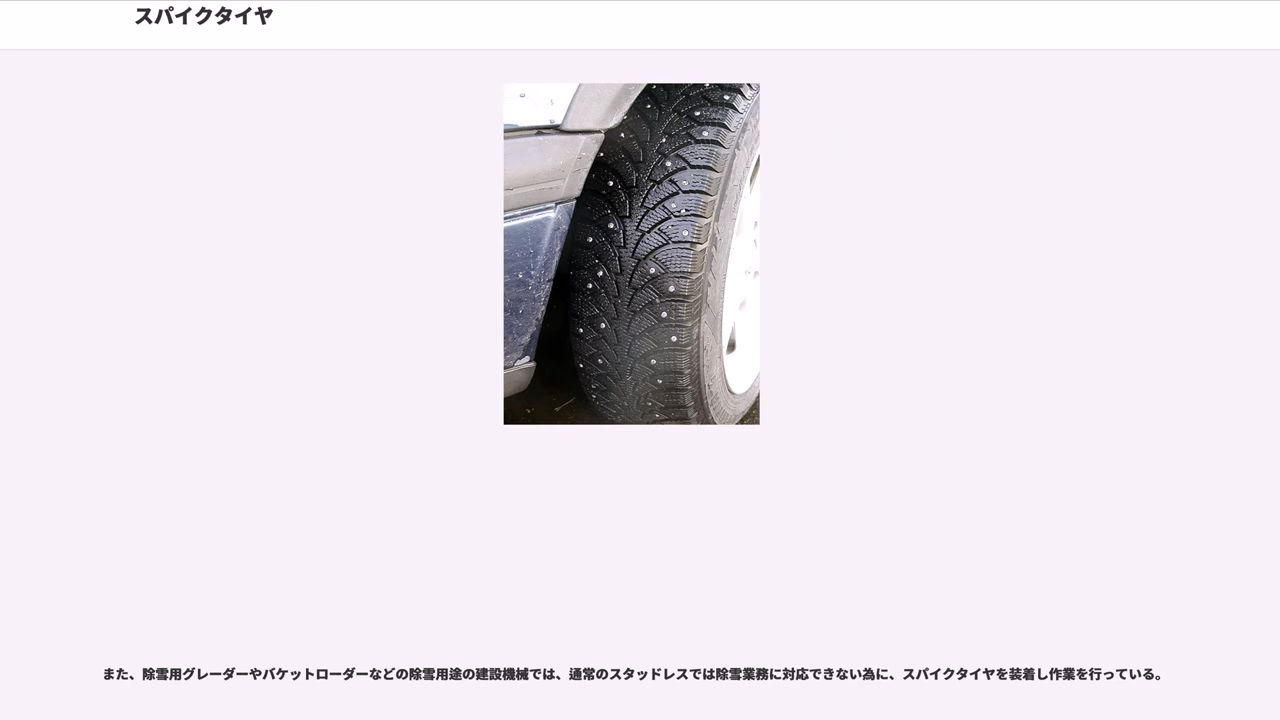 スパイクタイヤ
また、除雪用グレーダーやバケットローダーなどの除雪用途の建設機械では、通常のスタッドレスでは除雪業務に対応できない為に、スパイクタイヤを装着し作業を行っている。